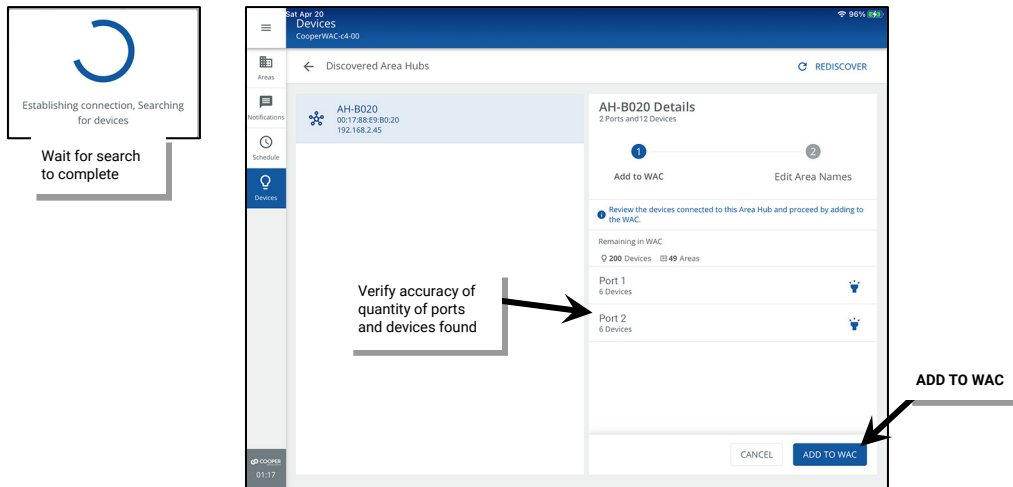 Establishing connection, Searching
for devices
Wait for search
to complete
Sat Apr 20
96%
Devices
CooperWAC-c4-00
Areas
Notifications
Schedule
Devices
COOPER
01:17
Discovered Area Hubs
REDISCOVER
AH-B020
00:17:88:E9:B0:20
192.168.2.45
AH-B020 Details
2 Ports and12 Devices
1
2
Add to WAC
Edit Area Names
Review the devices connected to this Area Hub and proceed by adding to
the WAC.
Remaining in WAC
200 Devices 49 Areas
Port 1
6 Devices
Port 2
6 Devices
Verify accuracy of
quantity of ports
and devices found
CANCEL
ADD TO WAC
ADD TO WAC